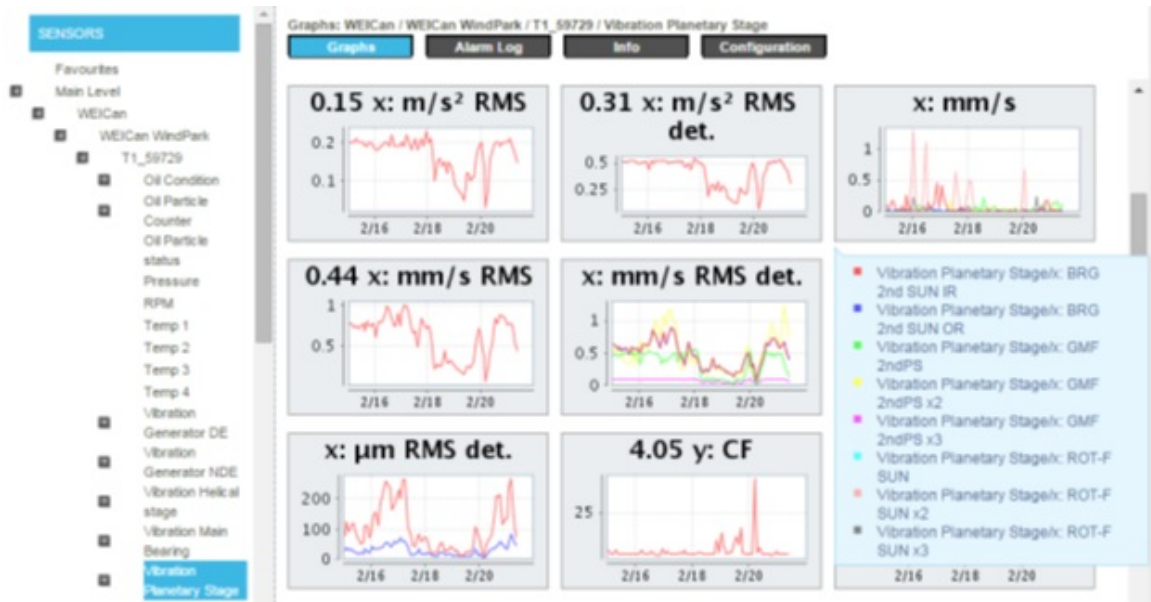 SENSORS
Favourites
Main Level
WEICan
WEICan WindPark
T1_59729
Oil Condition
Oil Particle
Counter
Oil Particle
status
Pressure
RPM
Temp 1
Temp 2
Temp 3
Temp 4
Vibration
Generator DE
Vibration
Generator NDE
Vibration Helical
stage
Vibration Main
Bearing
Vibration
Planetary Stage
Graphs: WEICan / WEICan WindPark / T1_59729 / Vibration Planetary Stage
Graphs Alarm Log Info Configuration
0.15 x: m/s² RMS
0.2
0.1
2/16 2/18 2/20
0.31 x: m/s² RMS
det.
0.5
0.25
2/16 2/18 2/20
x: mm/s
1
0.5
0
2/16 2/18 2/20
0.44 x: mm/s RMS
1
0.5
2/16 2/18 2/20
x: mm/s RMS det.
1
0.5
0
2/16 2/18 2/20
Vibration Planetary Stage/x: BRG
2nd SUN IR
Vibration Planetary Stage/x: BRG
2nd SUN OR
Vibration Planetary Stage/x: GMF
2ndPS
Vibration Planetary Stage/x: GMF
2ndPS x2
Vibration Planetary Stage/x: GMF
2ndPS x3
Vibration Planetary Stage/x: ROT-F
SUN
Vibration Planetary Stage/x: ROT-F
SUN x2
Vibration Planetary Stage/x: ROT-F
SUN x3
x: µm RMS det.
200
100
0
2/16 2/18 2/20
4.05 y: CF
25
2/16 2/18 2/20
2/16 2/18 2/20